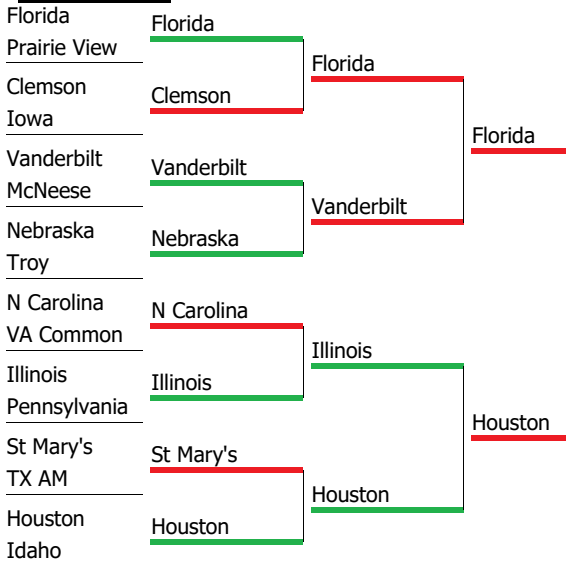 Florida
Prairie View
Clemson
Iowa
Vanderbilt
McNeese
Nebraska
Troy
N Carolina
VA Common
Illinois
Pennsylvania
St Mary's
TX AM
Houston
Idaho
Florida
Clemson
Vanderbilt
Nebraska
N Carolina
Illinois
St Mary's
Houston
Florida
Vanderbilt
Illinois
Houston
Florida
Houston